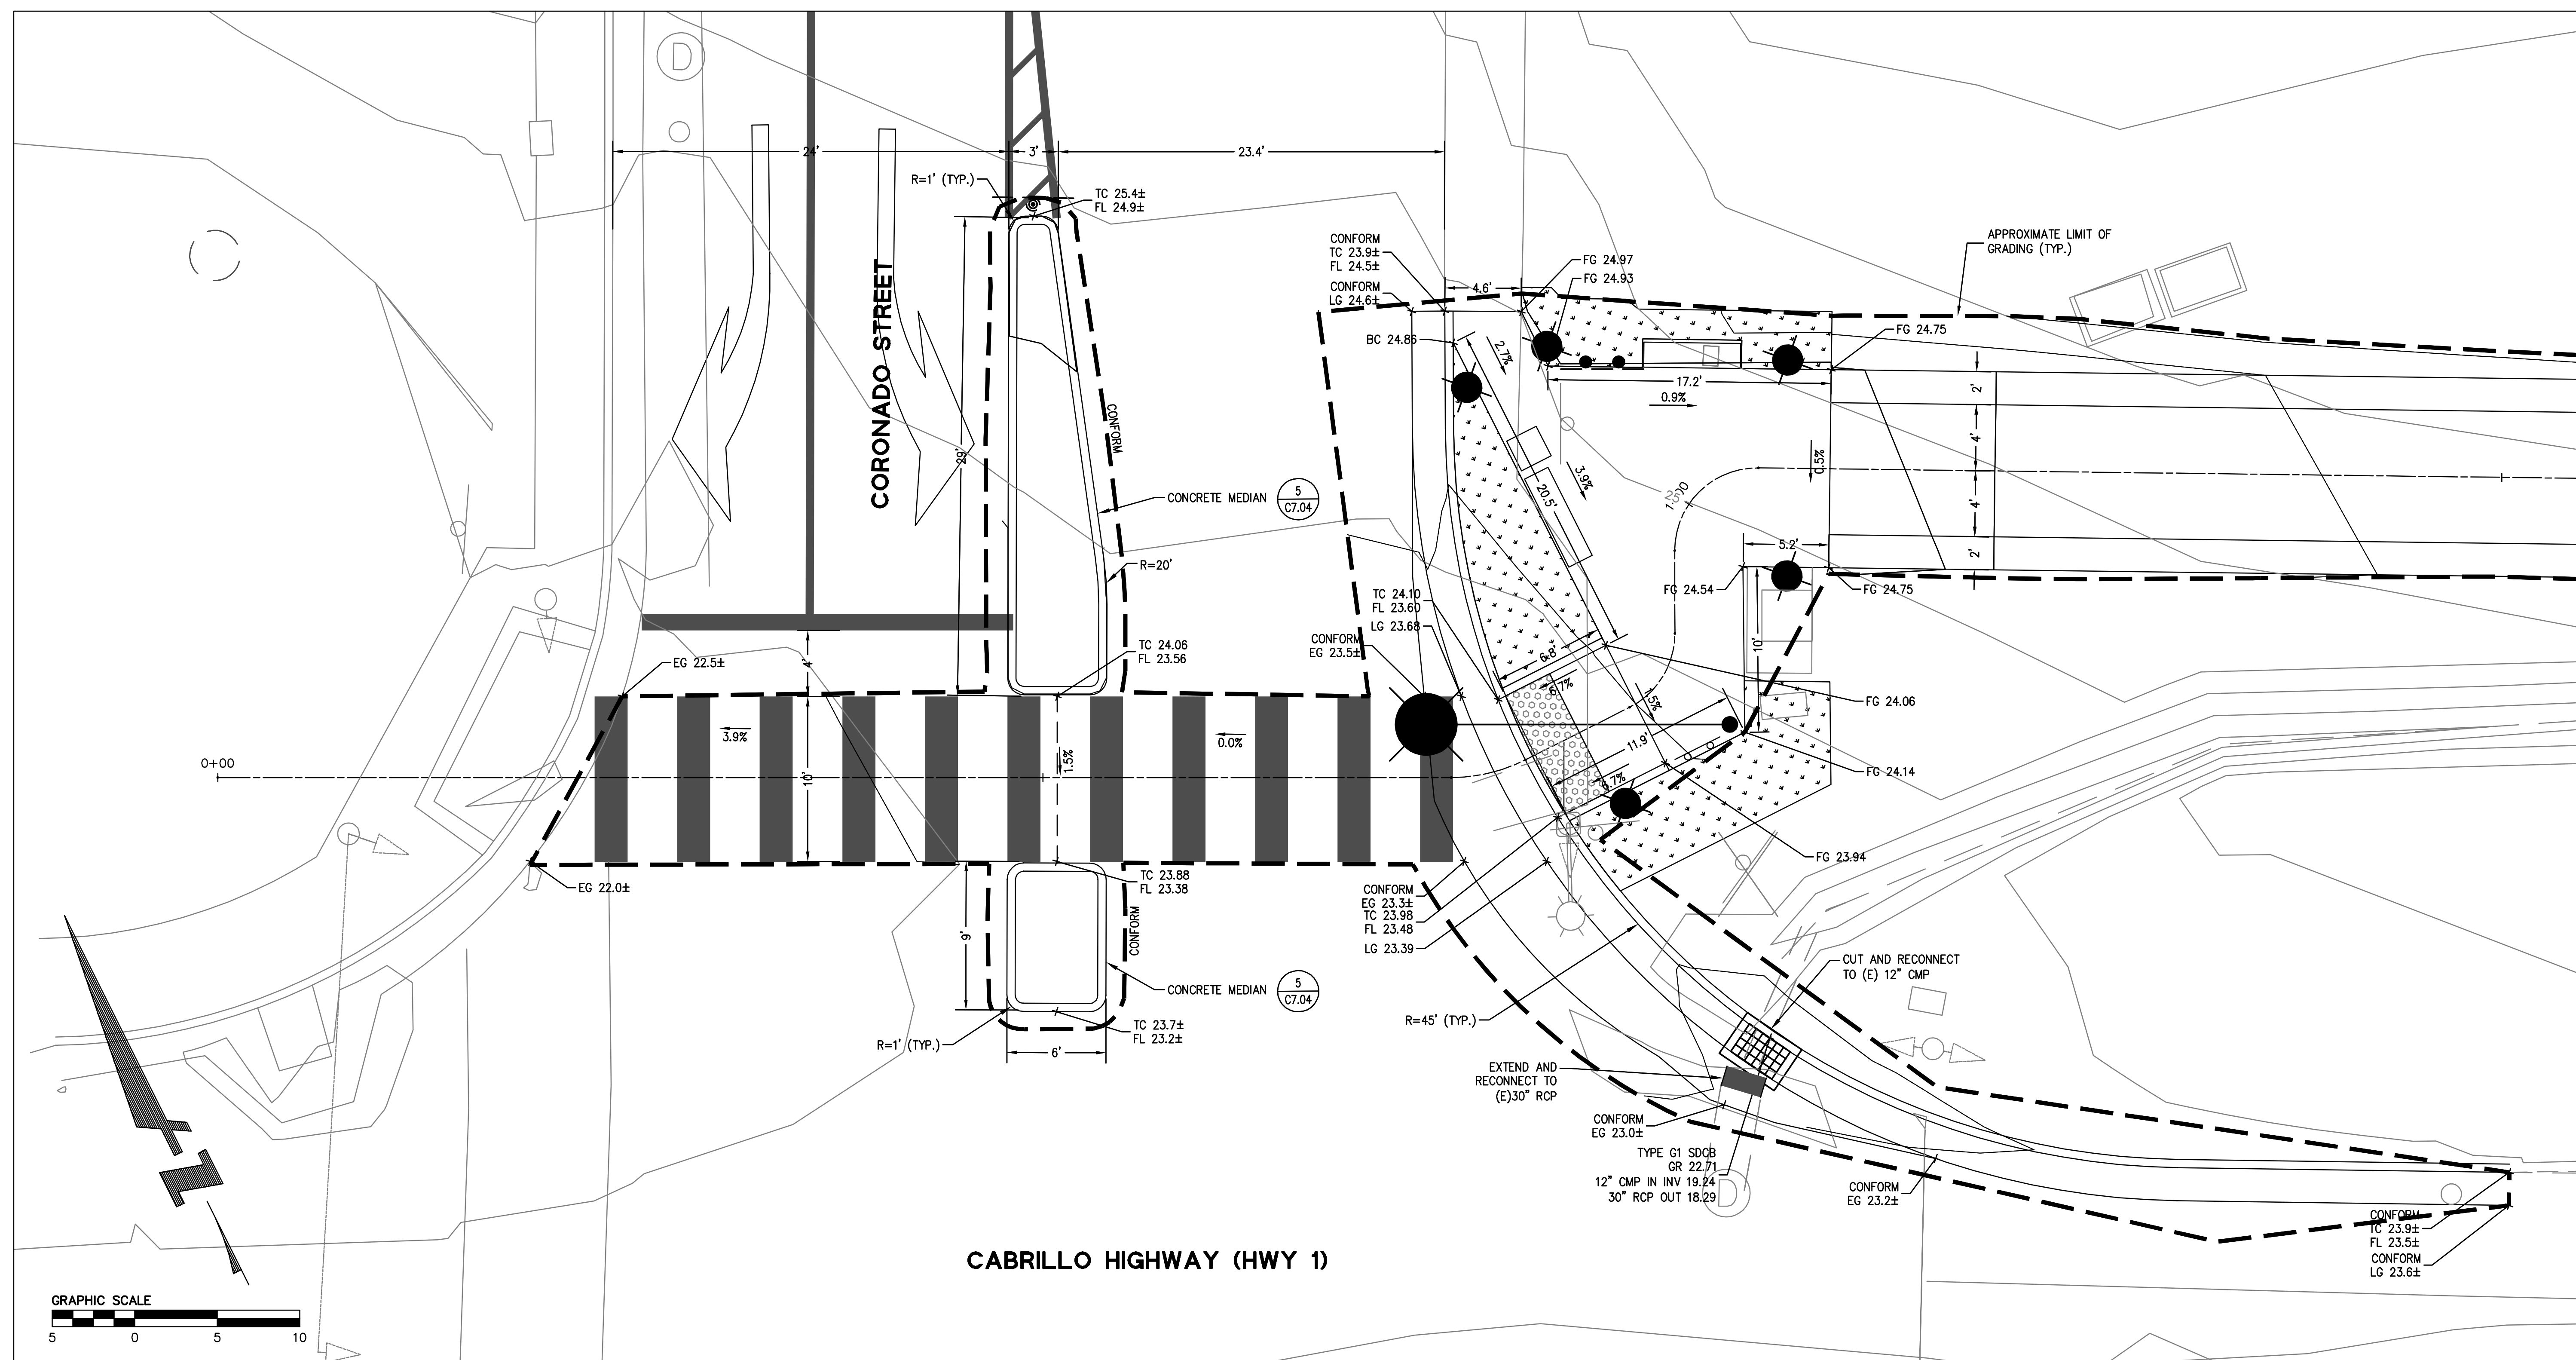 D
24'
3'
23.4'
R=1' (TYP.)
TC 25.4±
FL 24.9±
CORONADO STREET
29'
CONFORM
CONCRETE MEDIAN
5
C7.04
R=20'
CONFORM
TC 23.9±
FL 24.5±
CONFORM
LG 24.6±
4.6'
FG 24.97
FG 24.93
BC 24.86
2.7%
17.2'
0.9%
APPROXIMATE LIMIT OF
GRADING (TYP.)
FG 24.75
2'
4'
4'
2'
0.5%
3.9%
20.5'
25
1+00
5.2'
FG 24.54
FG 24.75
10'
TC 24.10
FL 23.60
LG 23.68
CONFORM
EG 23.5±
6.8'
6.7%
1.5%
11.9'
6.7%
FG 24.06
FG 24.14
FG 23.94
EG 22.5±
4'
TC 24.06
FL 23.56
3.9%
0.0%
1.5%
10'
0+00
EG 22.0±
TC 23.88
FL 23.38
CONFORM
9'
CONCRETE MEDIAN
5
C7.04
R=1' (TYP.)
TC 23.7±
FL 23.2±
6'
CONFORM
EG 23.3±
TC 23.98
FL 23.48
LG 23.39
R=45' (TYP.)
CUT AND RECONNECT
TO (E) 12" CMP
EXTEND AND
RECONNECT TO
(E)30" RCP
CONFORM
EG 23.0±
TYPE G1 SDCB
GR 22.71
12" CMP IN INV 19.24
30" RCP OUT 18.29
D
CONFORM
EG 23.2±
CONFORM
TC 23.9±
FL 23.5±
CONFORM
LG 23.6±
CABRILLO HIGHWAY (HWY 1)
GRAPHIC SCALE
5 0 5 10